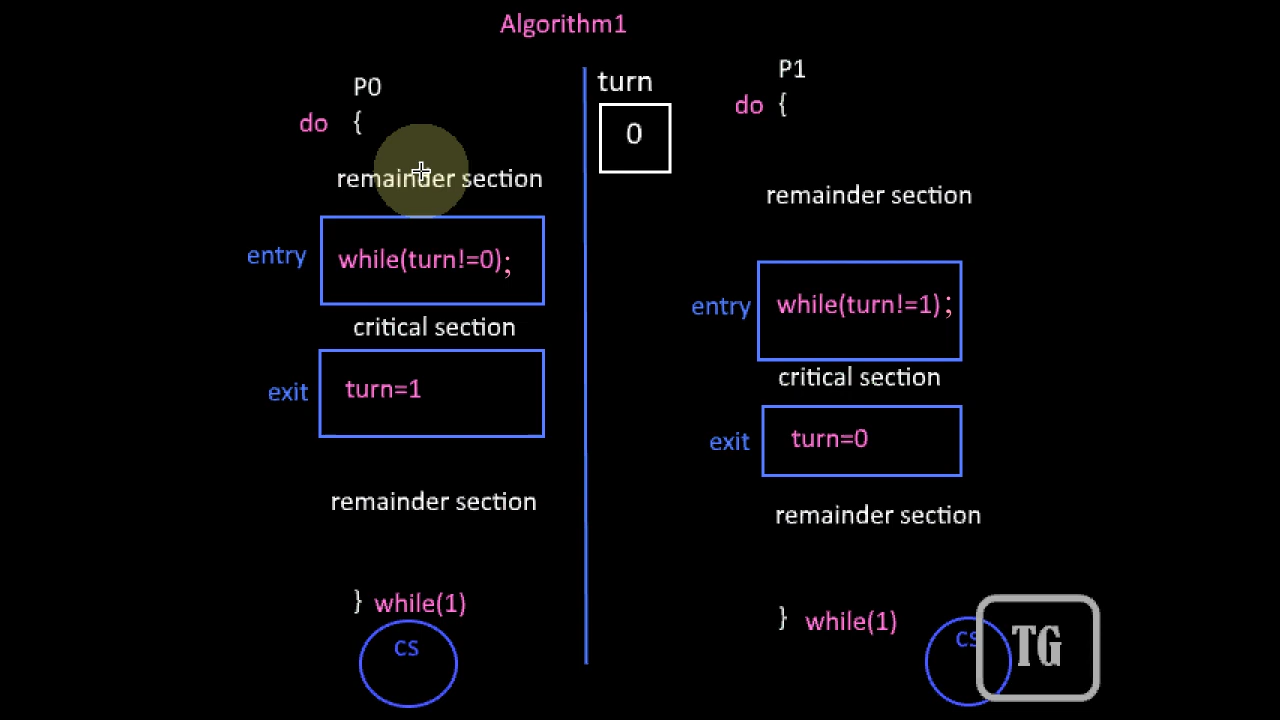 Algorithm1
P0
do {
remainder section
entry while(turn!=0);
critical section
exit turn=1
remainder section
} while(1)
CS
turn
0
P1
do {
remainder section
entry while(turn!=1);
critical section
exit turn=0
remainder section
} while(1)
CS
TG